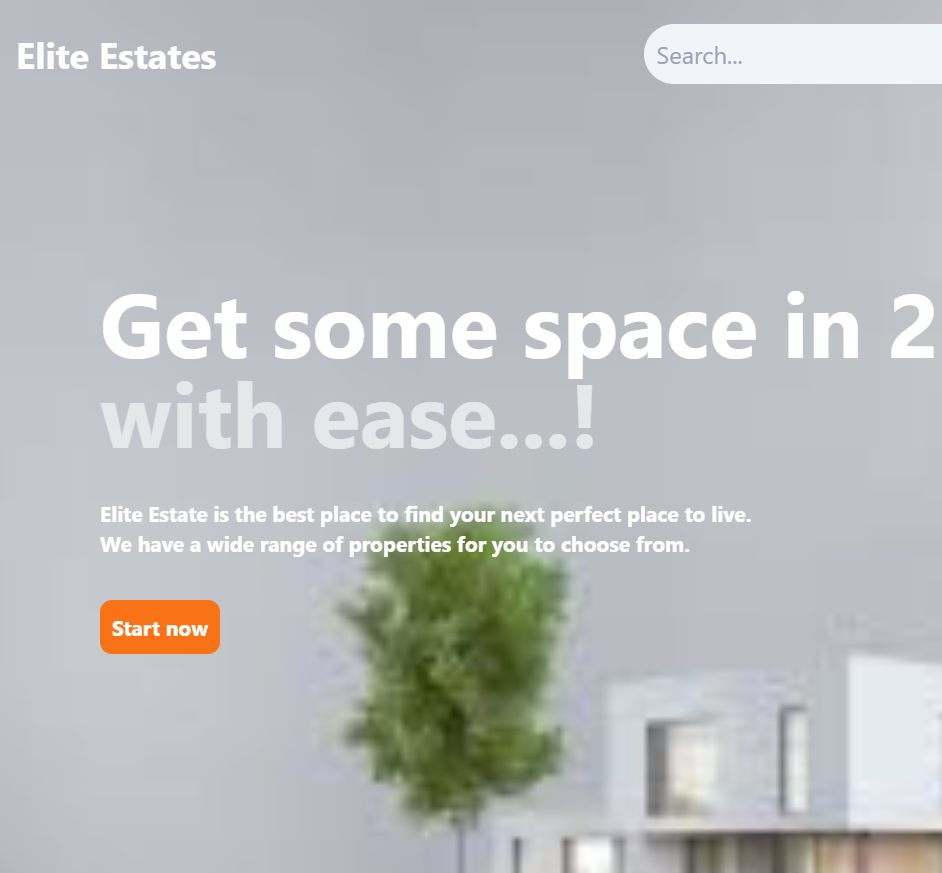 Elite Estates
Search...
Get some space in 2
with ease...!
Elite Estate is the best place to find your next perfect place to live.
We have a wide range of properties for you to choose from.
Start now